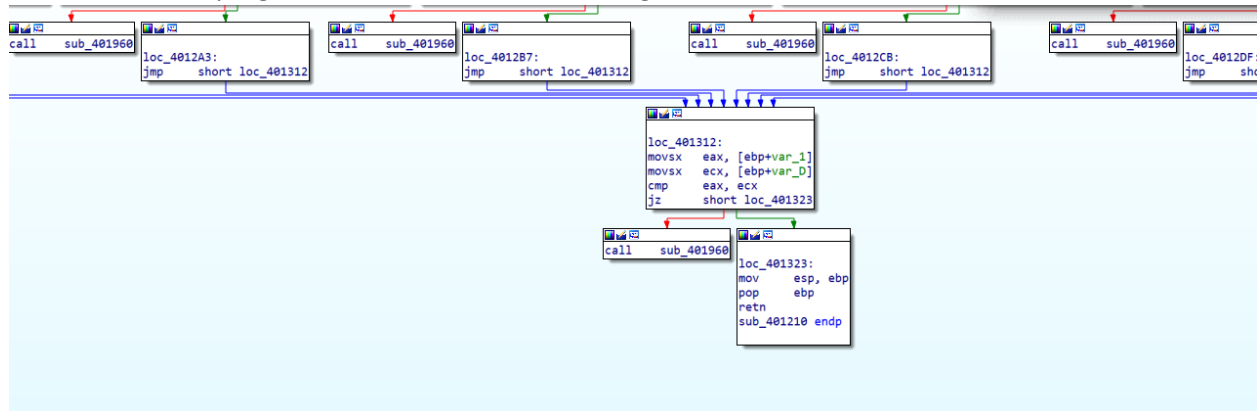 call sub_401960
loc_4012A3:
jmp short loc_401312
call sub_401960
loc_4012B7:
jmp short loc_401312
call sub_401960
loc_4012CB:
jmp short loc_401312
call sub_401960
loc_4012DF:
jmp
loc_401312:
movsx eax, [ebp+var_1]
movsx ecx, [ebp+var_D]
cmp eax, ecx
jz short loc_401323
call sub_401960
loc_401323:
mov esp, ebp
pop ebp
retn
sub_401210 endp